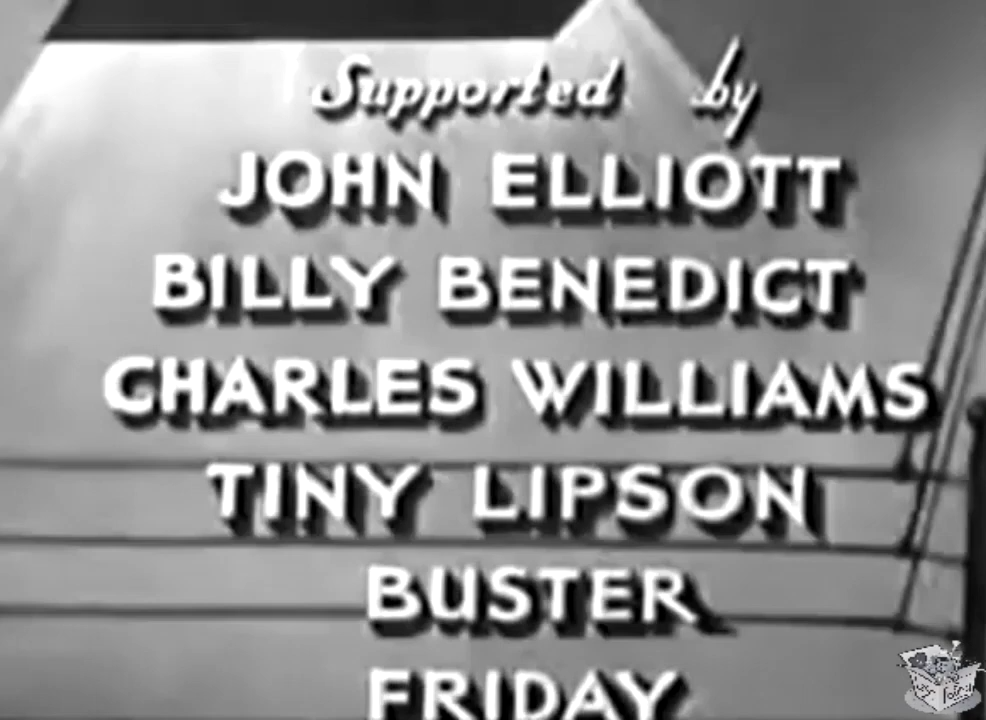 Supported by
JOHN ELLIOTT
BILLY BENEDICT
CHARLES WILLIAMS
TINY LIPSON
BUSTER
FRIDAY